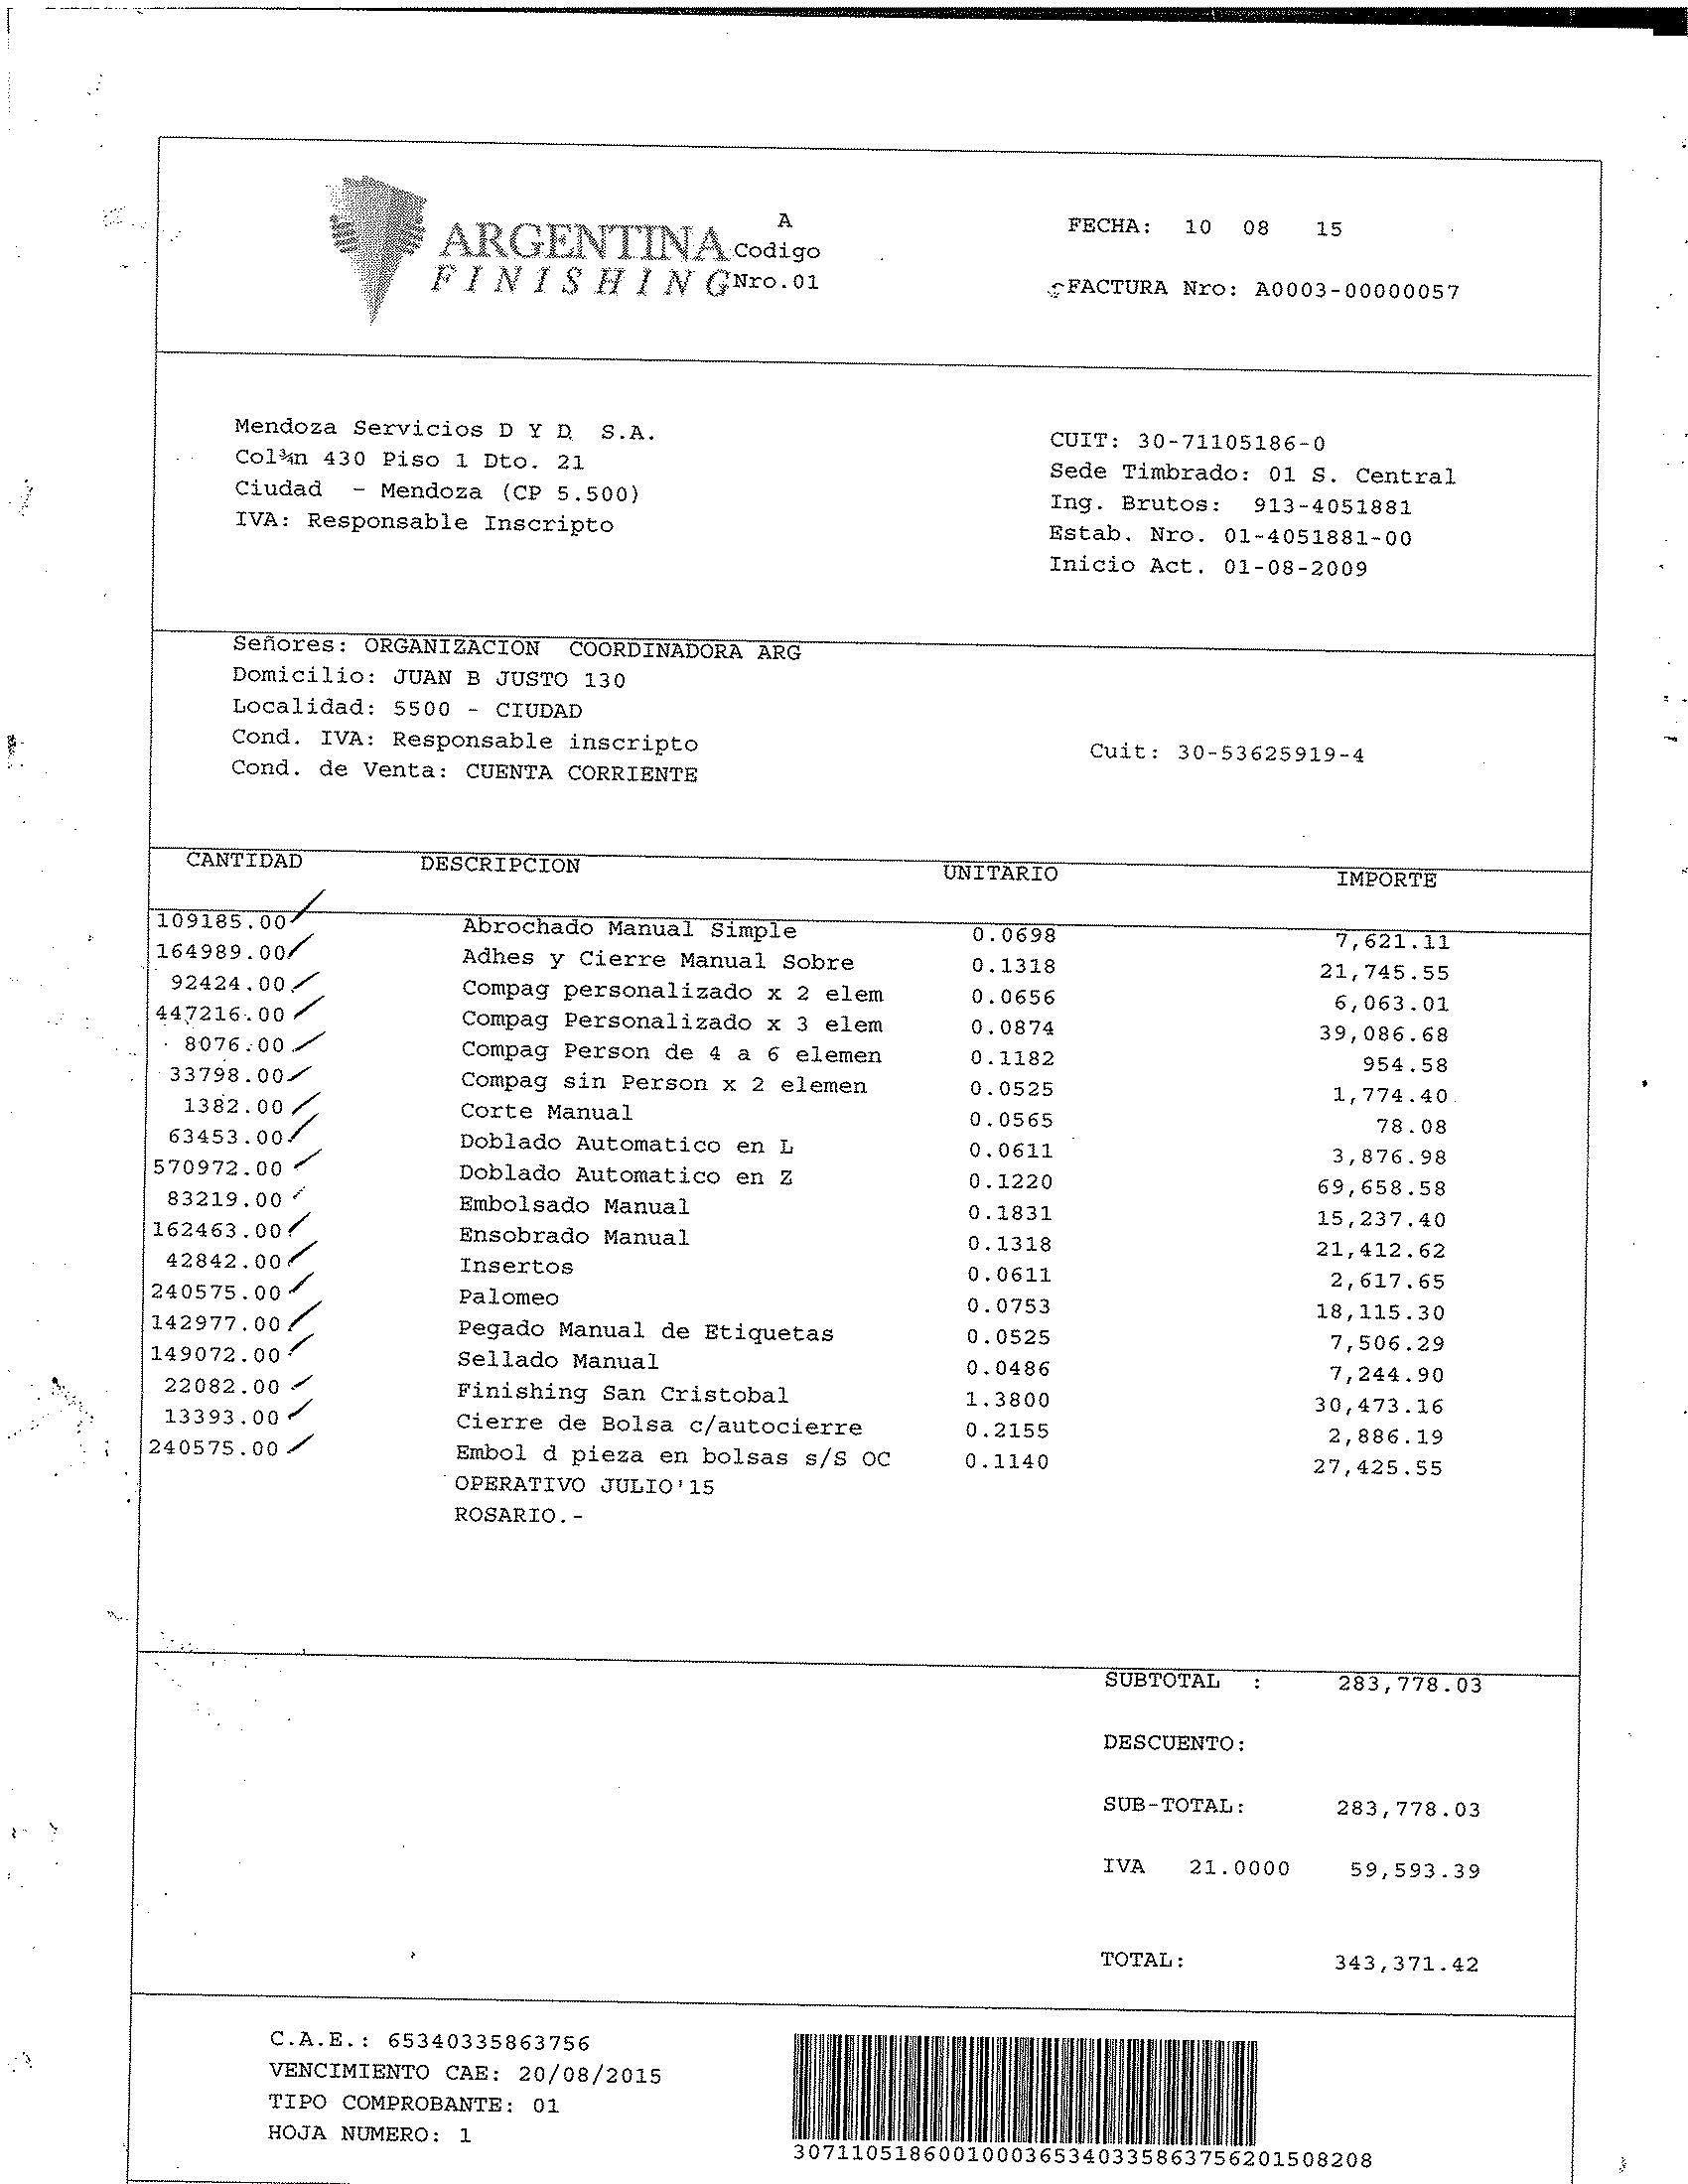 ARGENTINA
FINISHING
A
Codigo
Nro.01
FECHA: 10 08 15
FACTURA Nro: A0003-00000057
Mendoza Servicios D Y D S.A.
Col¾n 430 Piso 1 Dto. 21
Ciudad - Mendoza (CP 5.500)
IVA: Responsable Inscripto
CUIT: 30-71105186-0
Sede Timbrado: 01 S. Central
Ing. Brutos: 913-4051881
Estab. Nro. 01-4051881-00
Inicio Act. 01-08-2009
Señores: ORGANIZACION COORDINADORA ARG
Domicilio: JUAN B JUSTO 130
Localidad: 5500 - CIUDAD
Cond. IVA: Responsable inscripto
Cond. de Venta: CUENTA CORRIENTE
Cuit: 30-53625919-4
CANTIDAD DESCRIPCION UNITARIO IMPORTE
109185.00 Abrochado Manual Simple 0.0698 7,621.11
164989.00 Adhes y Cierre Manual Sobre 0.1318 21,745.55
92424.00 Compag personalizado x 2 elem 0.0656 6,063.01
447216.00 Compag Personalizado x 3 elem 0.0874 39,086.68
8076.00 Compag Person de 4 a 6 elemen 0.1182 954.58
33798.00 Compag sin Person x 2 elemen 0.0525 1,774.40
1382.00 Corte Manual 0.0565 78.08
63453.00 Doblado Automatico en L 0.0611 3,876.98
570972.00 Doblado Automatico en Z 0.1220 69,658.58
83219.00 Embolsado Manual 0.1831 15,237.40
162463.00 Ensobrado Manual 0.1318 21,412.62
42842.00 Insertos 0.0611 2,617.65
240575.00 Palomeo 0.0753 18,115.30
142977.00 Pegado Manual de Etiquetas 0.0525 7,506.29
149072.00 Sellado Manual 0.0486 7,244.90
22082.00 Finishing San Cristobal 1.3800 30,473.16
13393.00 Cierre de Bolsa c/autocierre 0.2155 2,886.19
240575.00 Embol d pieza en bolsas s/S OC 0.1140 27,425.55
OPERATIVO JULIO'15
ROSARIO.-
SUBTOTAL : 283,778.03
DESCUENTO:
SUB-TOTAL: 283,778.03
IVA 21.0000 59,593.39
TOTAL: 343,371.42
C.A.E.: 65340335863756
VENCIMIENTO CAE: 20/08/2015
TIPO COMPROBANTE: 01
HOJA NUMERO: 1
3071105186001000365340335863756201508208